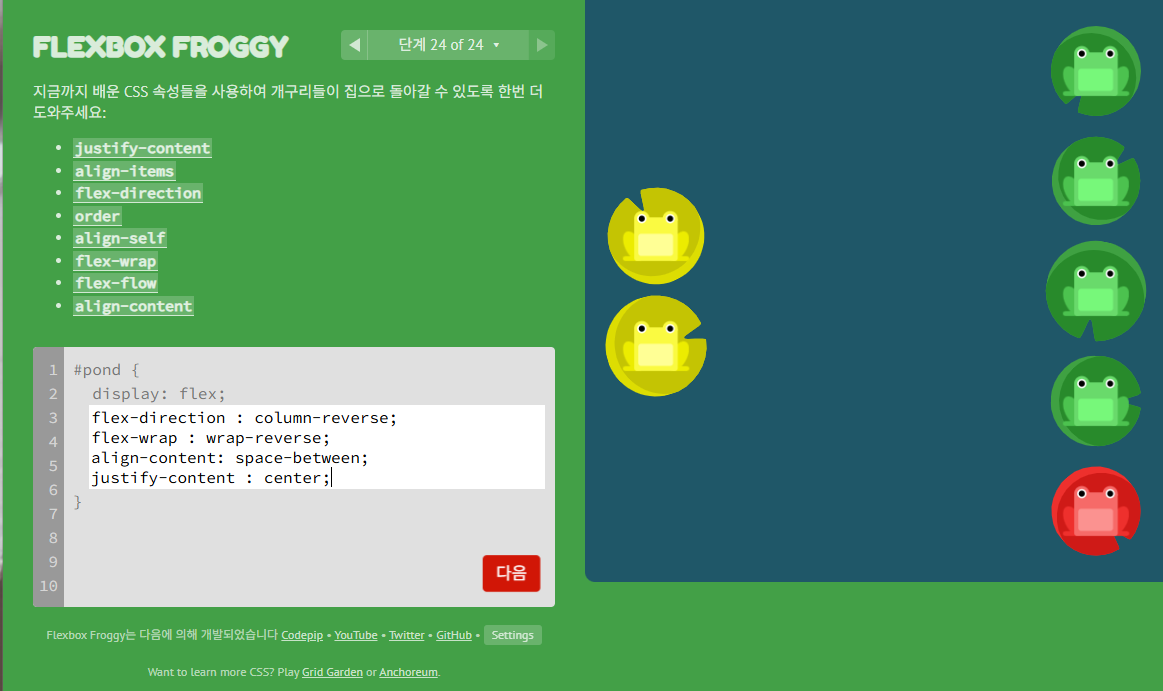 FLEXBOX FROGGY
◀ 단계 24 of 24 ▾ ▶
지금까지 배운 CSS 속성들을 사용하여 개구리들이 집으로 돌아갈 수 있도록 한번 더
도와주세요:
• justify-content
• align-items
• flex-direction
• order
• align-self
• flex-wrap
• flex-flow
• align-content
1 #pond {
2 display: flex;
3 flex-direction : column-reverse;
4 flex-wrap : wrap-reverse;
5 align-content: space-between;
6 justify-content : center;
7 }
8
9
10
다음
Flexbox Froggy는 다음에 의해 개발되었습니다 Codepip • YouTube • Twitter • GitHub • Settings
Want to learn more CSS? Play Grid Garden or Anchoreum.